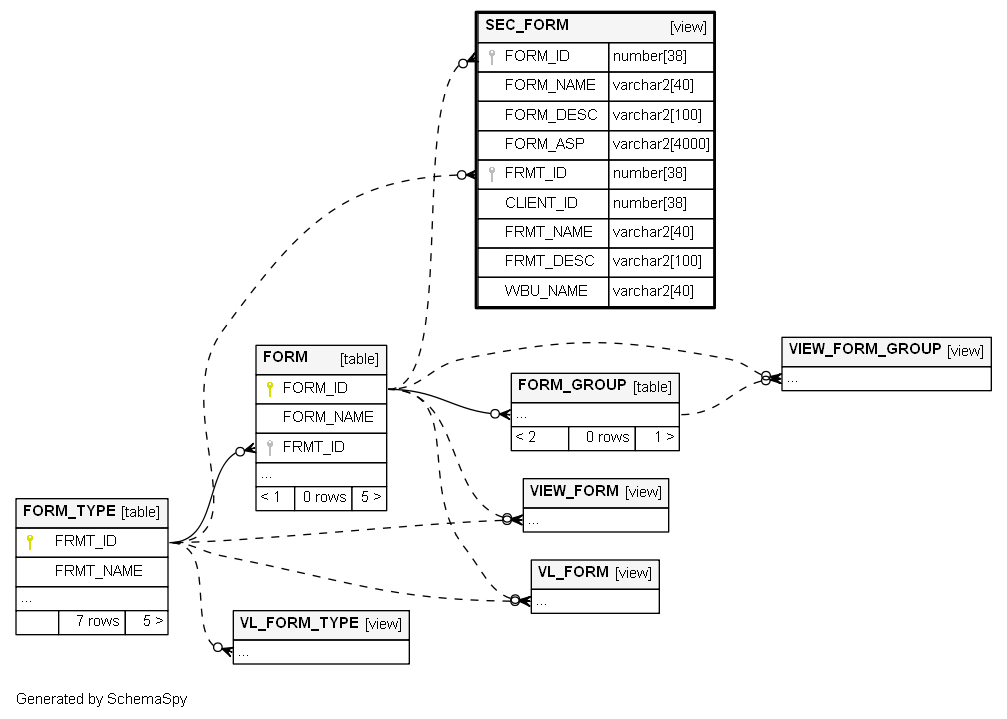 SEC_FORM [view]
FORM_ID number[38]
FORM_NAME varchar2[40]
FORM_DESC varchar2[100]
FORM_ASP varchar2[4000]
FRMT_ID number[38]
CLIENT_ID number[38]
FRMT_NAME varchar2[40]
FRMT_DESC varchar2[100]
WBU_NAME varchar2[40]
FORM [table]
FORM_ID
FORM_NAME
FRMT_ID
...
< 1 0 rows 5 >
FORM_GROUP [table]
...
< 2 0 rows 1 >
VIEW_FORM_GROUP [view]
...
VIEW_FORM [view]
...
FORM_TYPE [table]
FRMT_ID
FRMT_NAME
...
7 rows 5 >
VL_FORM [view]
...
VL_FORM_TYPE [view]
...
Generated by SchemaSpy